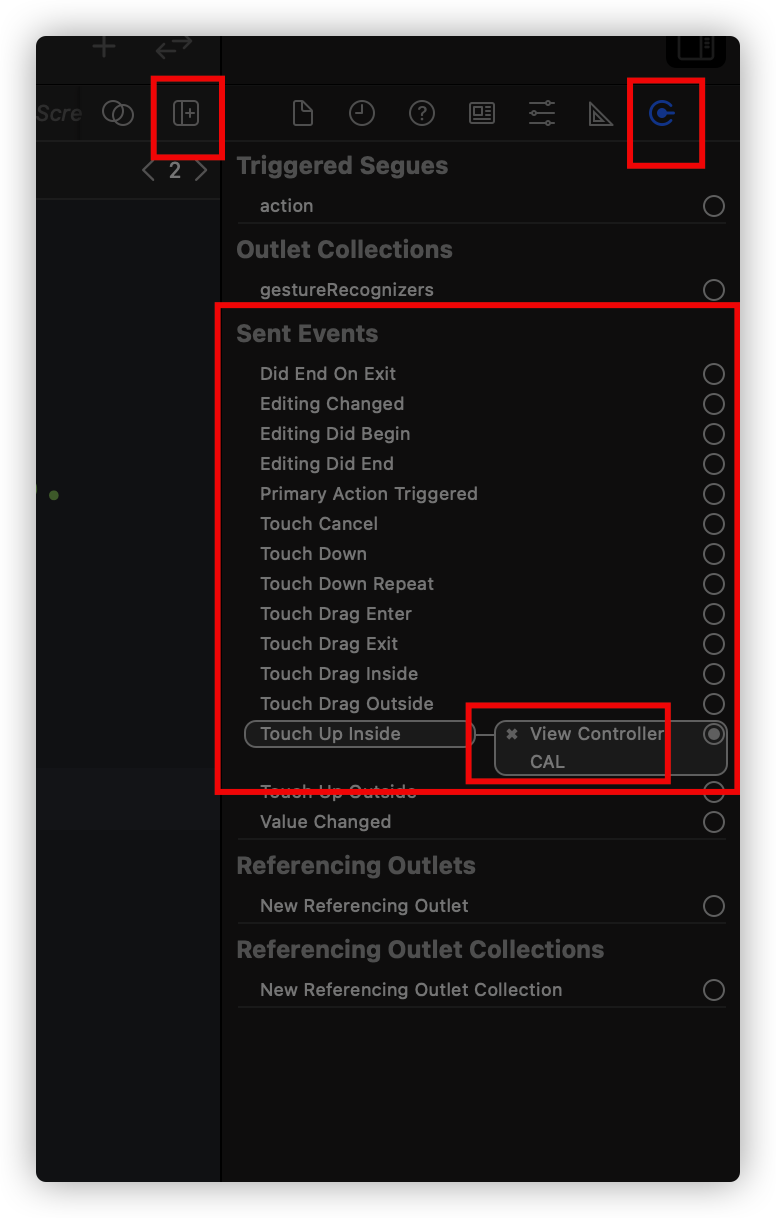 Scre
2
Triggered Segues
action
Outlet Collections
gestureRecognizers
Sent Events
Did End On Exit
Editing Changed
Editing Did Begin
Editing Did End
Primary Action Triggered
Touch Cancel
Touch Down
Touch Down Repeat
Touch Drag Enter
Touch Drag Exit
Touch Drag Inside
Touch Drag Outside
Touch Up Inside
View Controller
CAL
Touch Up Outside
Value Changed
Referencing Outlets
New Referencing Outlet
Referencing Outlet Collections
New Referencing Outlet Collection